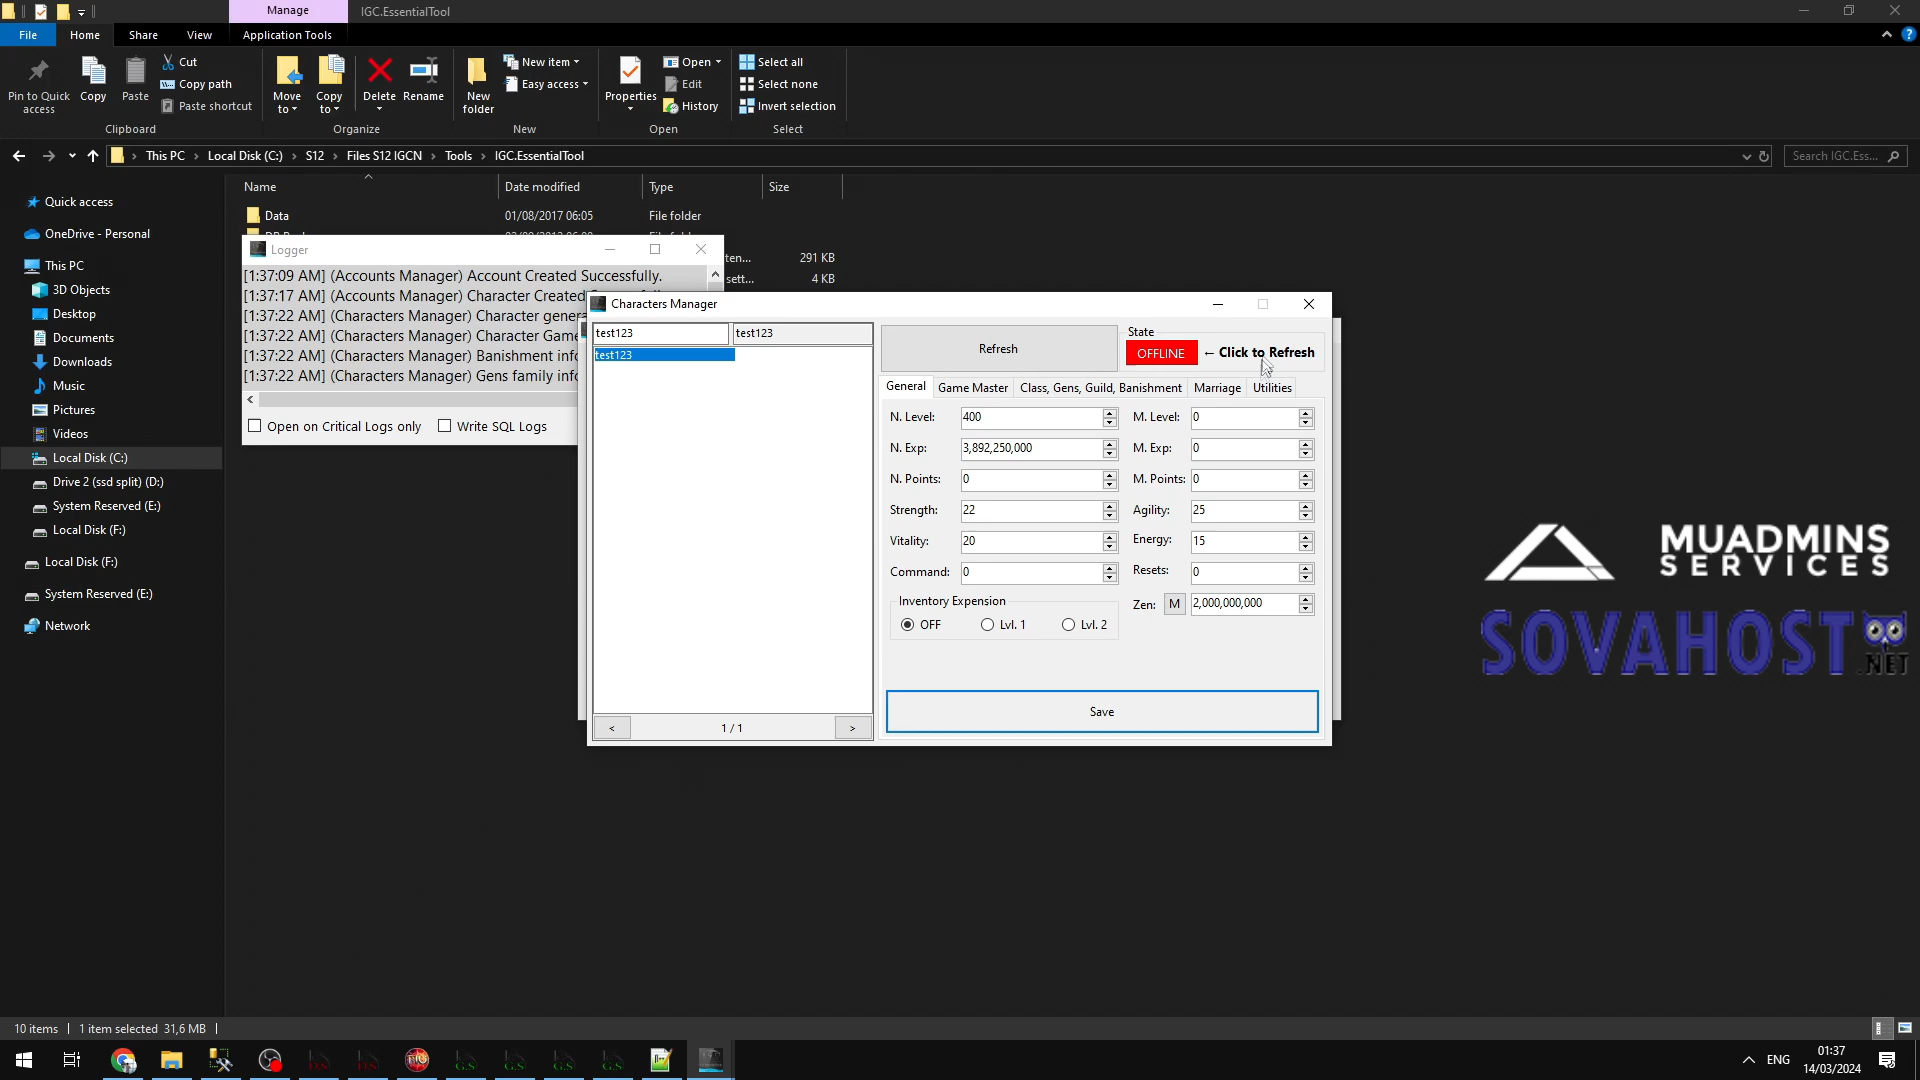 Manage
IGC.EssentialTool
File
Home
Share
View
Application Tools
Pin to Quick access
Copy
Paste
Cut
Copy path
Paste shortcut
Move to
Copy to
Delete
Rename
New folder
New item
Easy access
Properties
Open
Edit
History
Select all
Select none
Invert selection
Clipboard
Organize
New
Open
Select
This PC
Local Disk (C:)
S12
Files S12 IGCN
Tools
IGC.EssentialTool
Search IGC.Ess...
Name
Date modified
Type
Size
Quick access
OneDrive - Personal
This PC
3D Objects
Desktop
Documents
Downloads
Music
Pictures
Videos
Local Disk (C:)
Drive 2 (ssd split) (D:)
System Reserved (E:)
Local Disk (F:)
Local Disk (F:)
System Reserved (E:)
Network
Data
01/08/2017 06:05
File folder
ten...
291 KB
sett...
4 KB
Logger
[1:37:09 AM] (Accounts Manager) Account Created Successfully.
[1:37:17 AM] (Accounts Manager) Character Created
[1:37:22 AM] (Characters Manager) Character genera
[1:37:22 AM] (Characters Manager) Character Game
[1:37:22 AM] (Characters Manager) Banishment info
[1:37:22 AM] (Characters Manager) Gens family info
Open on Critical Logs only
Write SQL Logs
Characters Manager
test123
test123
test123
< 1 / 1 >
Refresh
State
OFFLINE
← Click to Refresh
General
Game Master
Class, Gens, Guild, Banishment
Marriage
Utilities
N. Level: 400
M. Level: 0
N. Exp: 3,892,250,000
M. Exp: 0
N. Points: 0
M. Points: 0
Strength: 22
Agility: 25
Vitality: 20
Energy: 15
Command: 0
Resets: 0
Inventory Expension
OFF
Lvl. 1
Lvl. 2
Zen: M 2,000,000,000
Save
MUADMINS
SERVICES
SOVAHOST
.NET
10 items
1 item selected 31,6 MB
ENG
01:37
14/03/2024